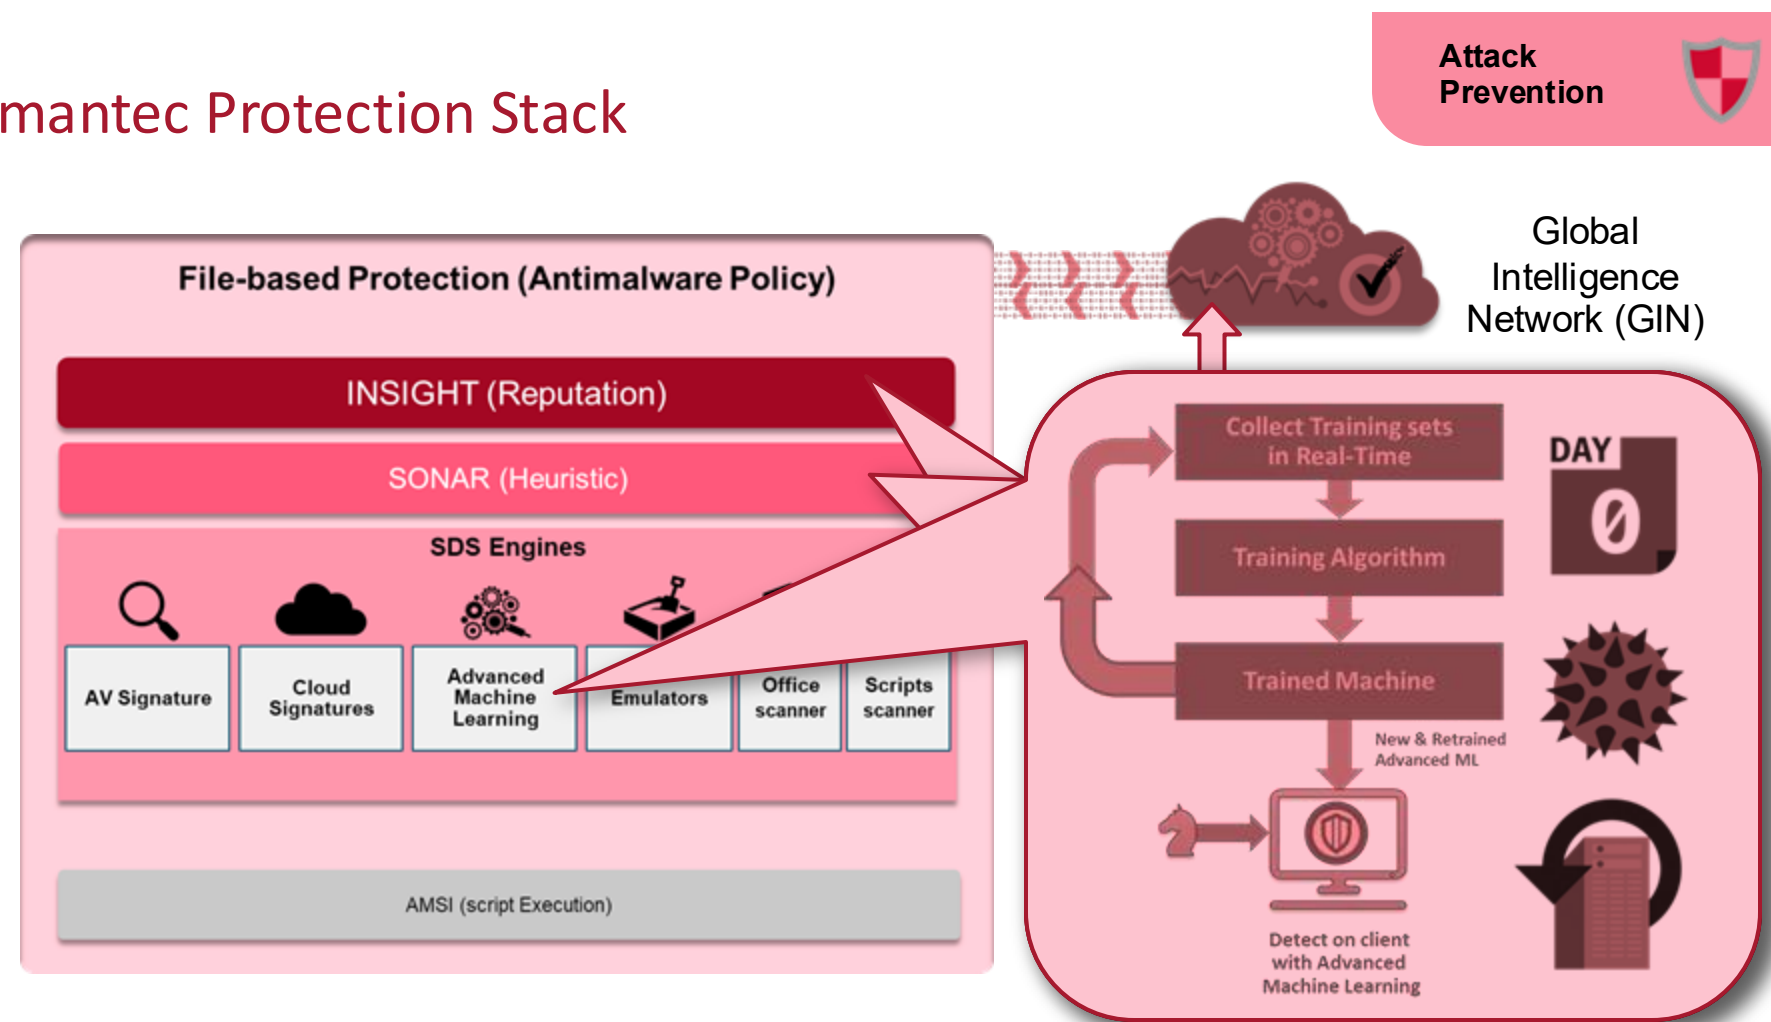 Attack
Prevention
mantec Protection Stack
Global
Intelligence
Network (GIN)
File-based Protection (Antimalware Policy)
INSIGHT (Reputation)
SONAR (Heuristic)
SDS Engines
AV Signature
Cloud
Signatures
Advanced
Machine
Learning
Emulators
Office
scanner
Scripts
scanner
AMSI (script Execution)
Collect Training sets
in Real-Time
Training Algorithm
Trained Machine
New & Retrained
Advanced ML
Detect on client
with Advanced
Machine Learning
DAY
0